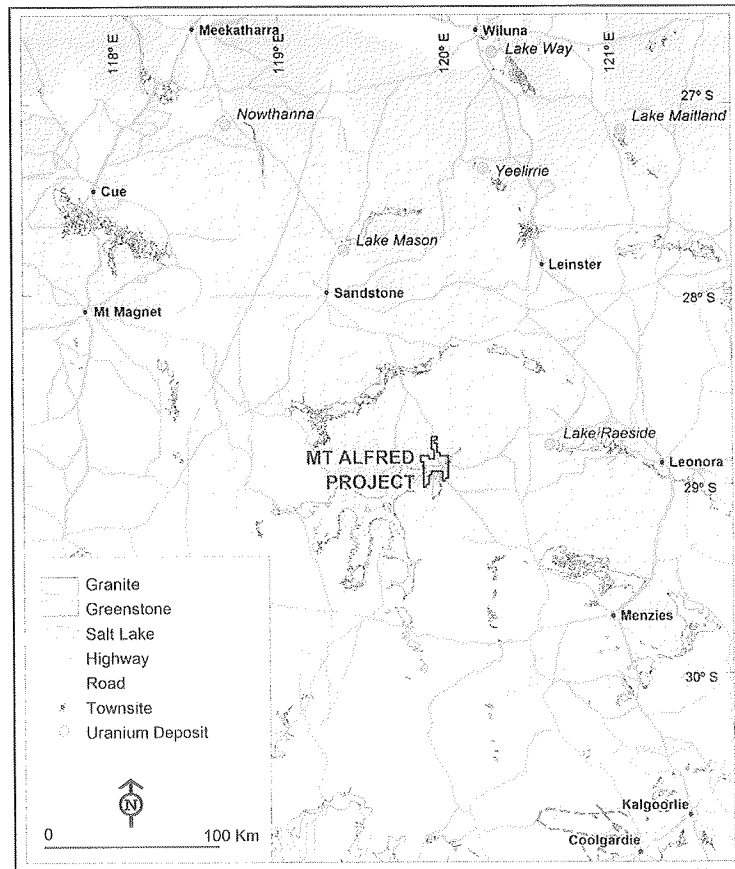 Meekatharra
Wiluna
118° E
119° E
120° E
121° E
Lake Way
27° S
Nowthanna
Lake Maitland
Yeelirrie
Cue
Lake Mason
Leinster
Sandstone
28° S
Mt Magnet
Lake Raeside
MT ALFRED
PROJECT
Leonora
29° S
Granite
Greenstone
Salt Lake
Highway
Road
Townsite
Uranium Deposit
Menzies
30° S
N
0 100 Km
Kalgoorlie
Coolgardie